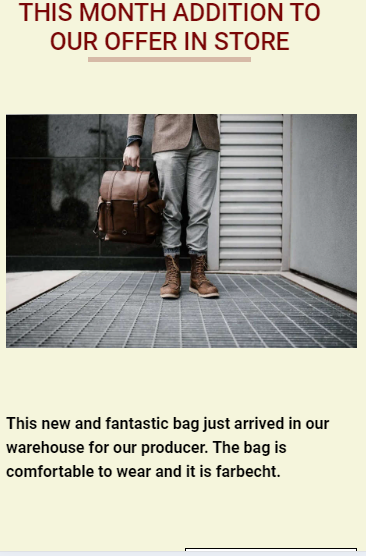 THIS MONTH ADDITION TO
OUR OFFER IN STORE
This new and fantastic bag just arrived in our
warehouse for our producer. The bag is
comfortable to wear and it is farbecht.